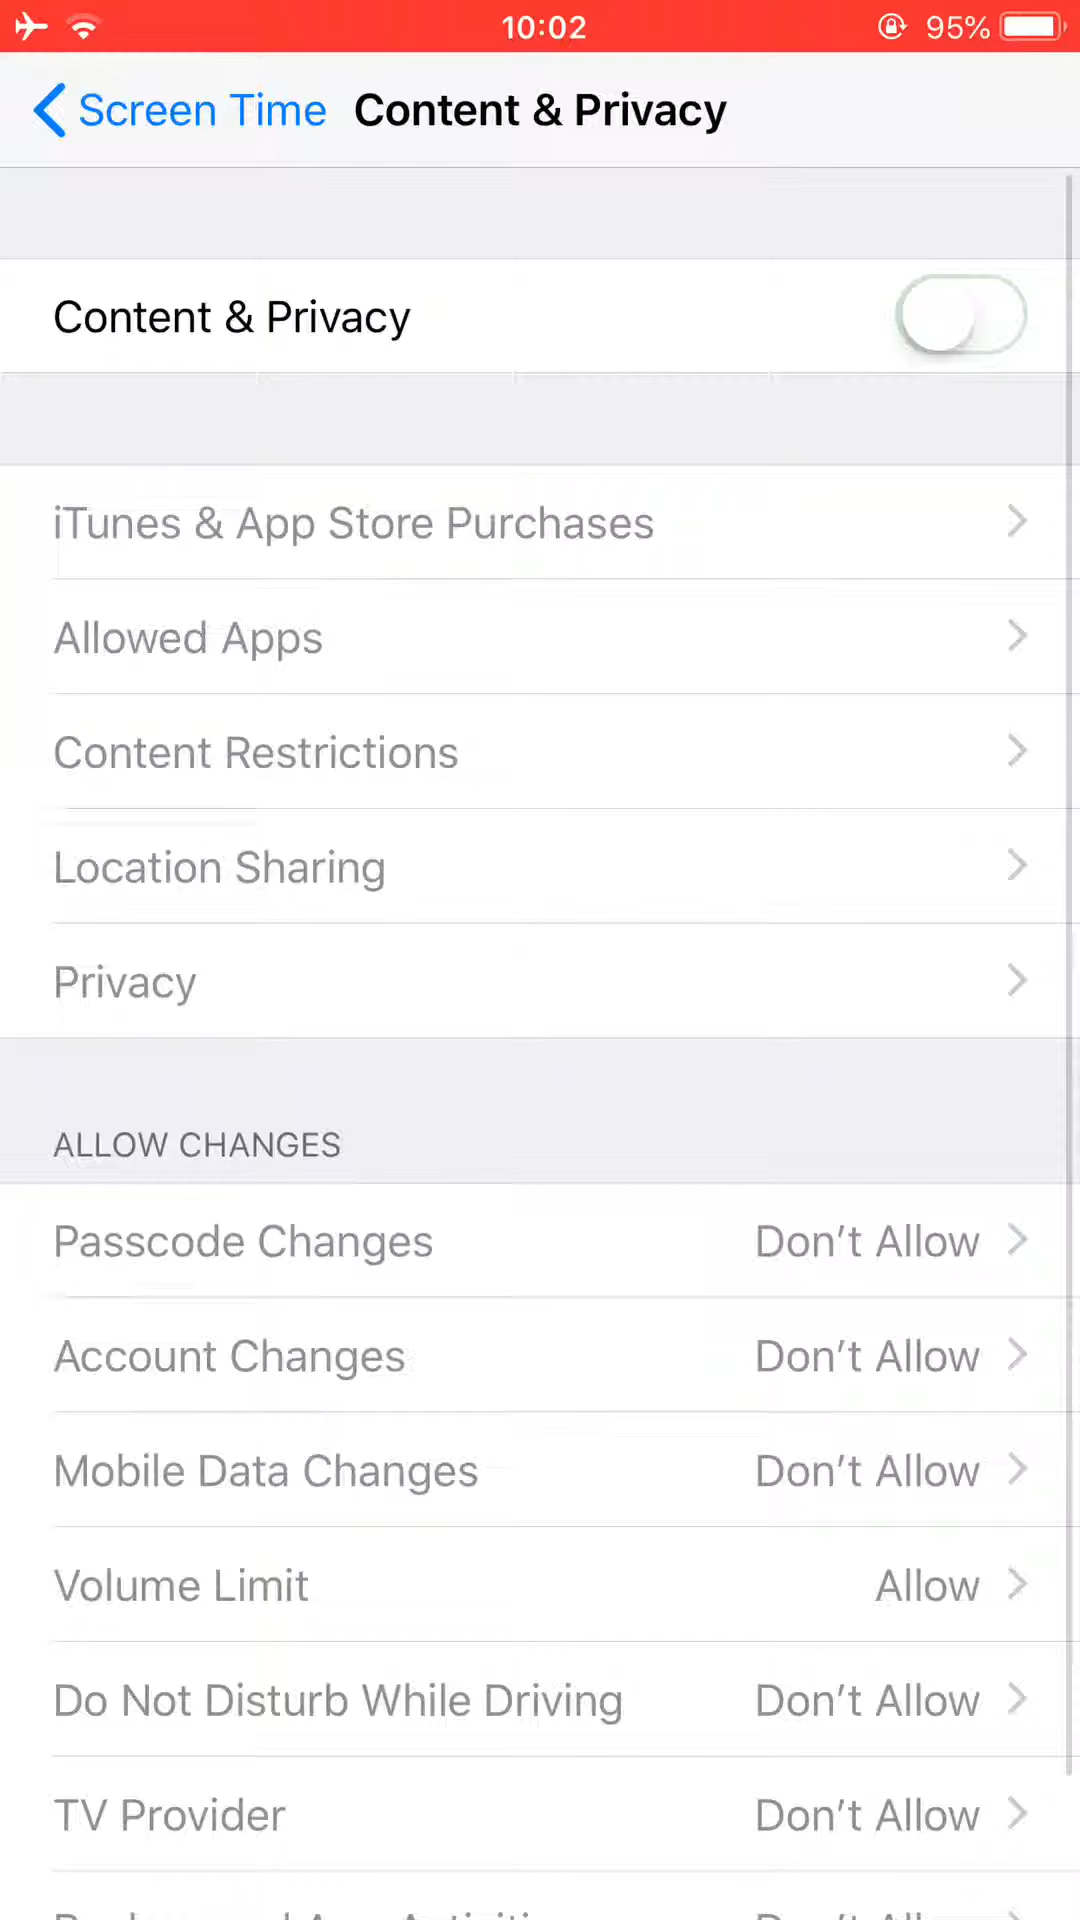 10:02
95%
Screen Time
Content & Privacy
Content & Privacy
iTunes & App Store Purchases
Allowed Apps
Content Restrictions
Location Sharing
Privacy
ALLOW CHANGES
Passcode Changes Don't Allow
Account Changes Don't Allow
Mobile Data Changes Don't Allow
Volume Limit Allow
Do Not Disturb While Driving Don't Allow
TV Provider Don't Allow